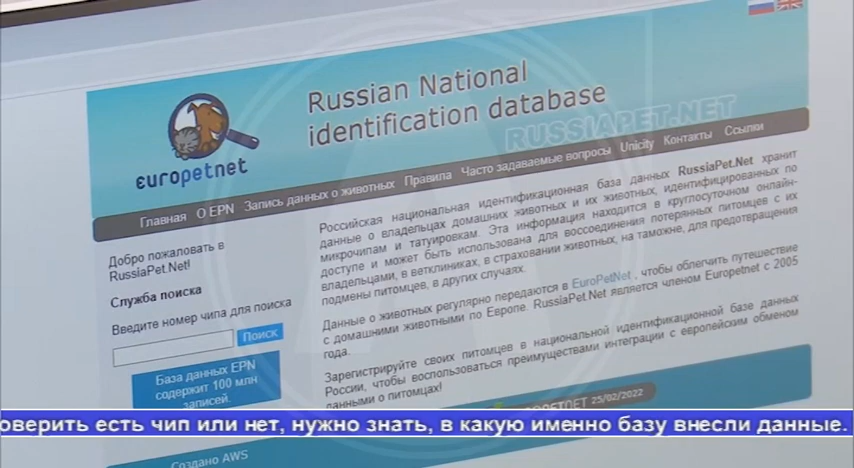 Russian National
identification database
europetnet
RUSSIAPET.NET
Главная О EPN Запись данных о животных Правила Часто задаваемые вопросы Unicity Контакты Ссылки
Добро пожаловать в
RussiaPet.Net!
Служба поиска
Введите номер чипа для поиска
Поиск
База данных EPN
содержит 100 млн
записей.
Российская национальная идентификационная база данных RussiaPet.Net хранит
данные о владельцах домашних животных и их животных, идентифицированных по
микрочипам и татуировкам. Эта информация находится в круглосуточном онлайн-
доступе и может быть использована для воссоединения потерянных питомцев с их
владельцами, в ветклиниках, в страховании животных, на таможне, для предотвращения
подмены питомцев, в других случаях.
Данные о животных регулярно передаются в EuroPetNet , чтобы облегчить путешествие
с домашними животными по Европе. RussiaPet.Net является членом Europetnet с 2005
года.
Зарегистрируйте своих питомцев в национальной идентификационной базе данных
России, чтобы воспользоваться преимуществами интеграции с европейским обменом
данными о питомцах!
25/02/2022
оверить есть чип или нет, нужно знать, в какую именно базу внесли данные.
Создано AWS